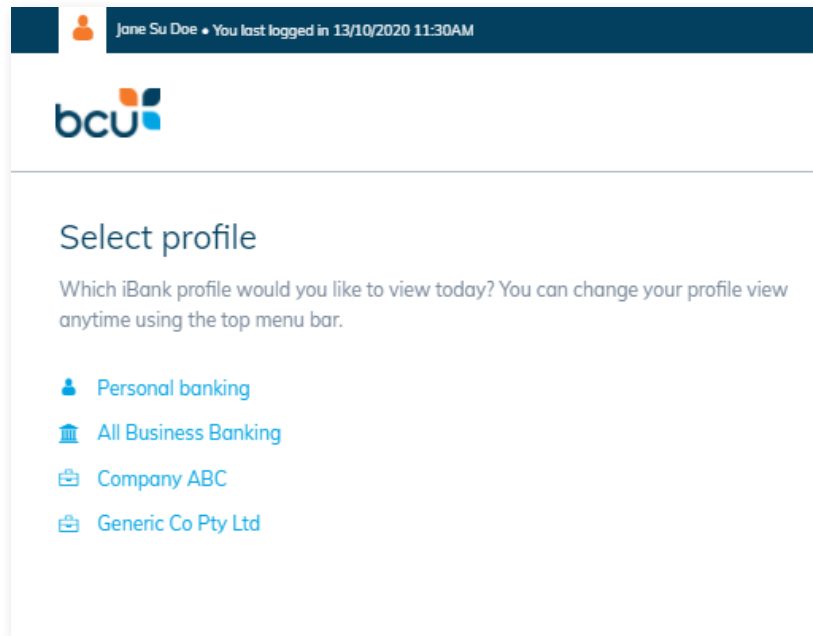 Jane Su Doe • You last logged in 13/10/2020 11:30AM
bcu
Select profile
Which iBank profile would you like to view today? You can change your profile view
anytime using the top menu bar.
Personal banking
All Business Banking
Company ABC
Generic Co Pty Ltd